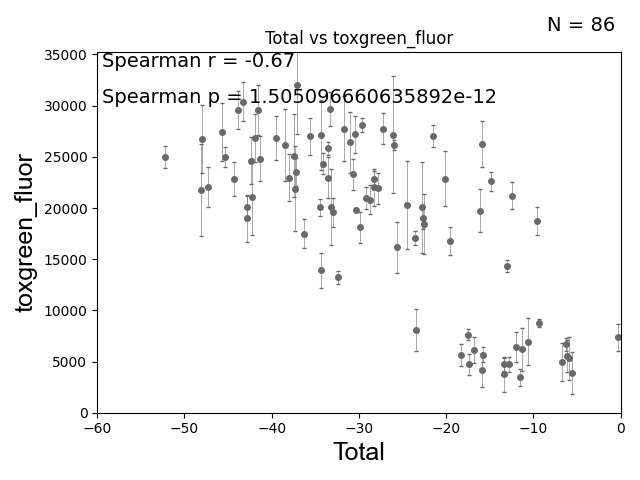 N = 86
Total vs toxgreen_fluor
Spearman r = -0.67
Spearman p = 1.505096660635892e-12
35000
30000
25000
20000
15000
10000
5000
0
toxgreen_fluor
−60 −50 −40 −30 −20 −10 0
Total